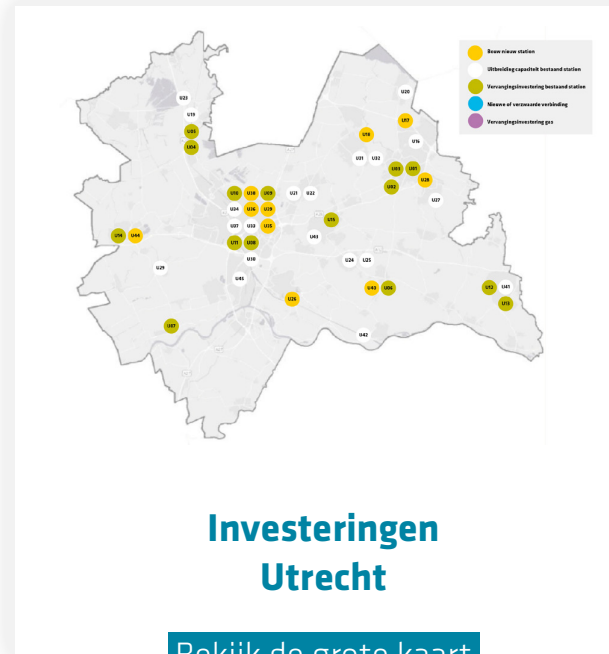 Bouw nieuw station
Uitbreiding capaciteit bestaand station
Vervangingsinvestering bestaand station
Nieuwe of verzwaarde verbinding
Vervangingsinvestering gas
U23
U20
U19
U17
U05
U18
U16
U04
U31 U32
U03 U01
U28
U02
U10 U38 U09 U21 U22
U27
U34 U36 U39
U15
U37 U33 U35
U14 U44
U43
U11 U08
U30
U24 U25
U29
U45
U40 U06
U12 U41
U26
U13
U07
U42
Investeringen
Utrecht
Bekijk de grote kaart